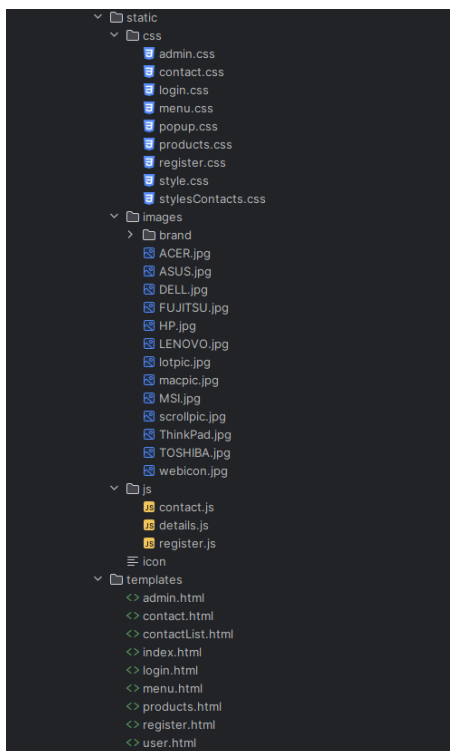 static
css
admin.css
contact.css
login.css
menu.css
popup.css
products.css
register.css
style.css
stylesContacts.css
images
brand
ACER.jpg
ASUS.jpg
DELL.jpg
FUJITSU.jpg
HP.jpg
LENOVO.jpg
lotpic.jpg
macpic.jpg
MSI.jpg
scrollpic.jpg
ThinkPad.jpg
TOSHIBA.jpg
webicon.jpg
js
JS contact.js
JS details.js
JS register.js
icon
templates
<> admin.html
<> contact.html
<> contactList.html
<> index.html
<> login.html
<> menu.html
<> products.html
<> register.html
<> user.html